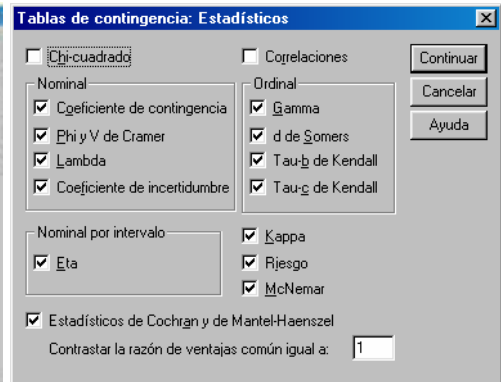 Tablas de contingencia: Estadísticos
Chi-cuadrado
Correlaciones
Continuar
Cancelar
Ayuda
Nominal
Coeficiente de contingencia
Phi y V de Cramer
Lambda
Coeficiente de incertidumbre
Ordinal
Gamma
d de Somers
Tau-b de Kendall
Tau-c de Kendall
Nominal por intervalo
Eta
Kappa
Riesgo
McNemar
Estadísticos de Cochran y de Mantel-Haenszel
Contrastar la razón de ventajas común igual a: 1